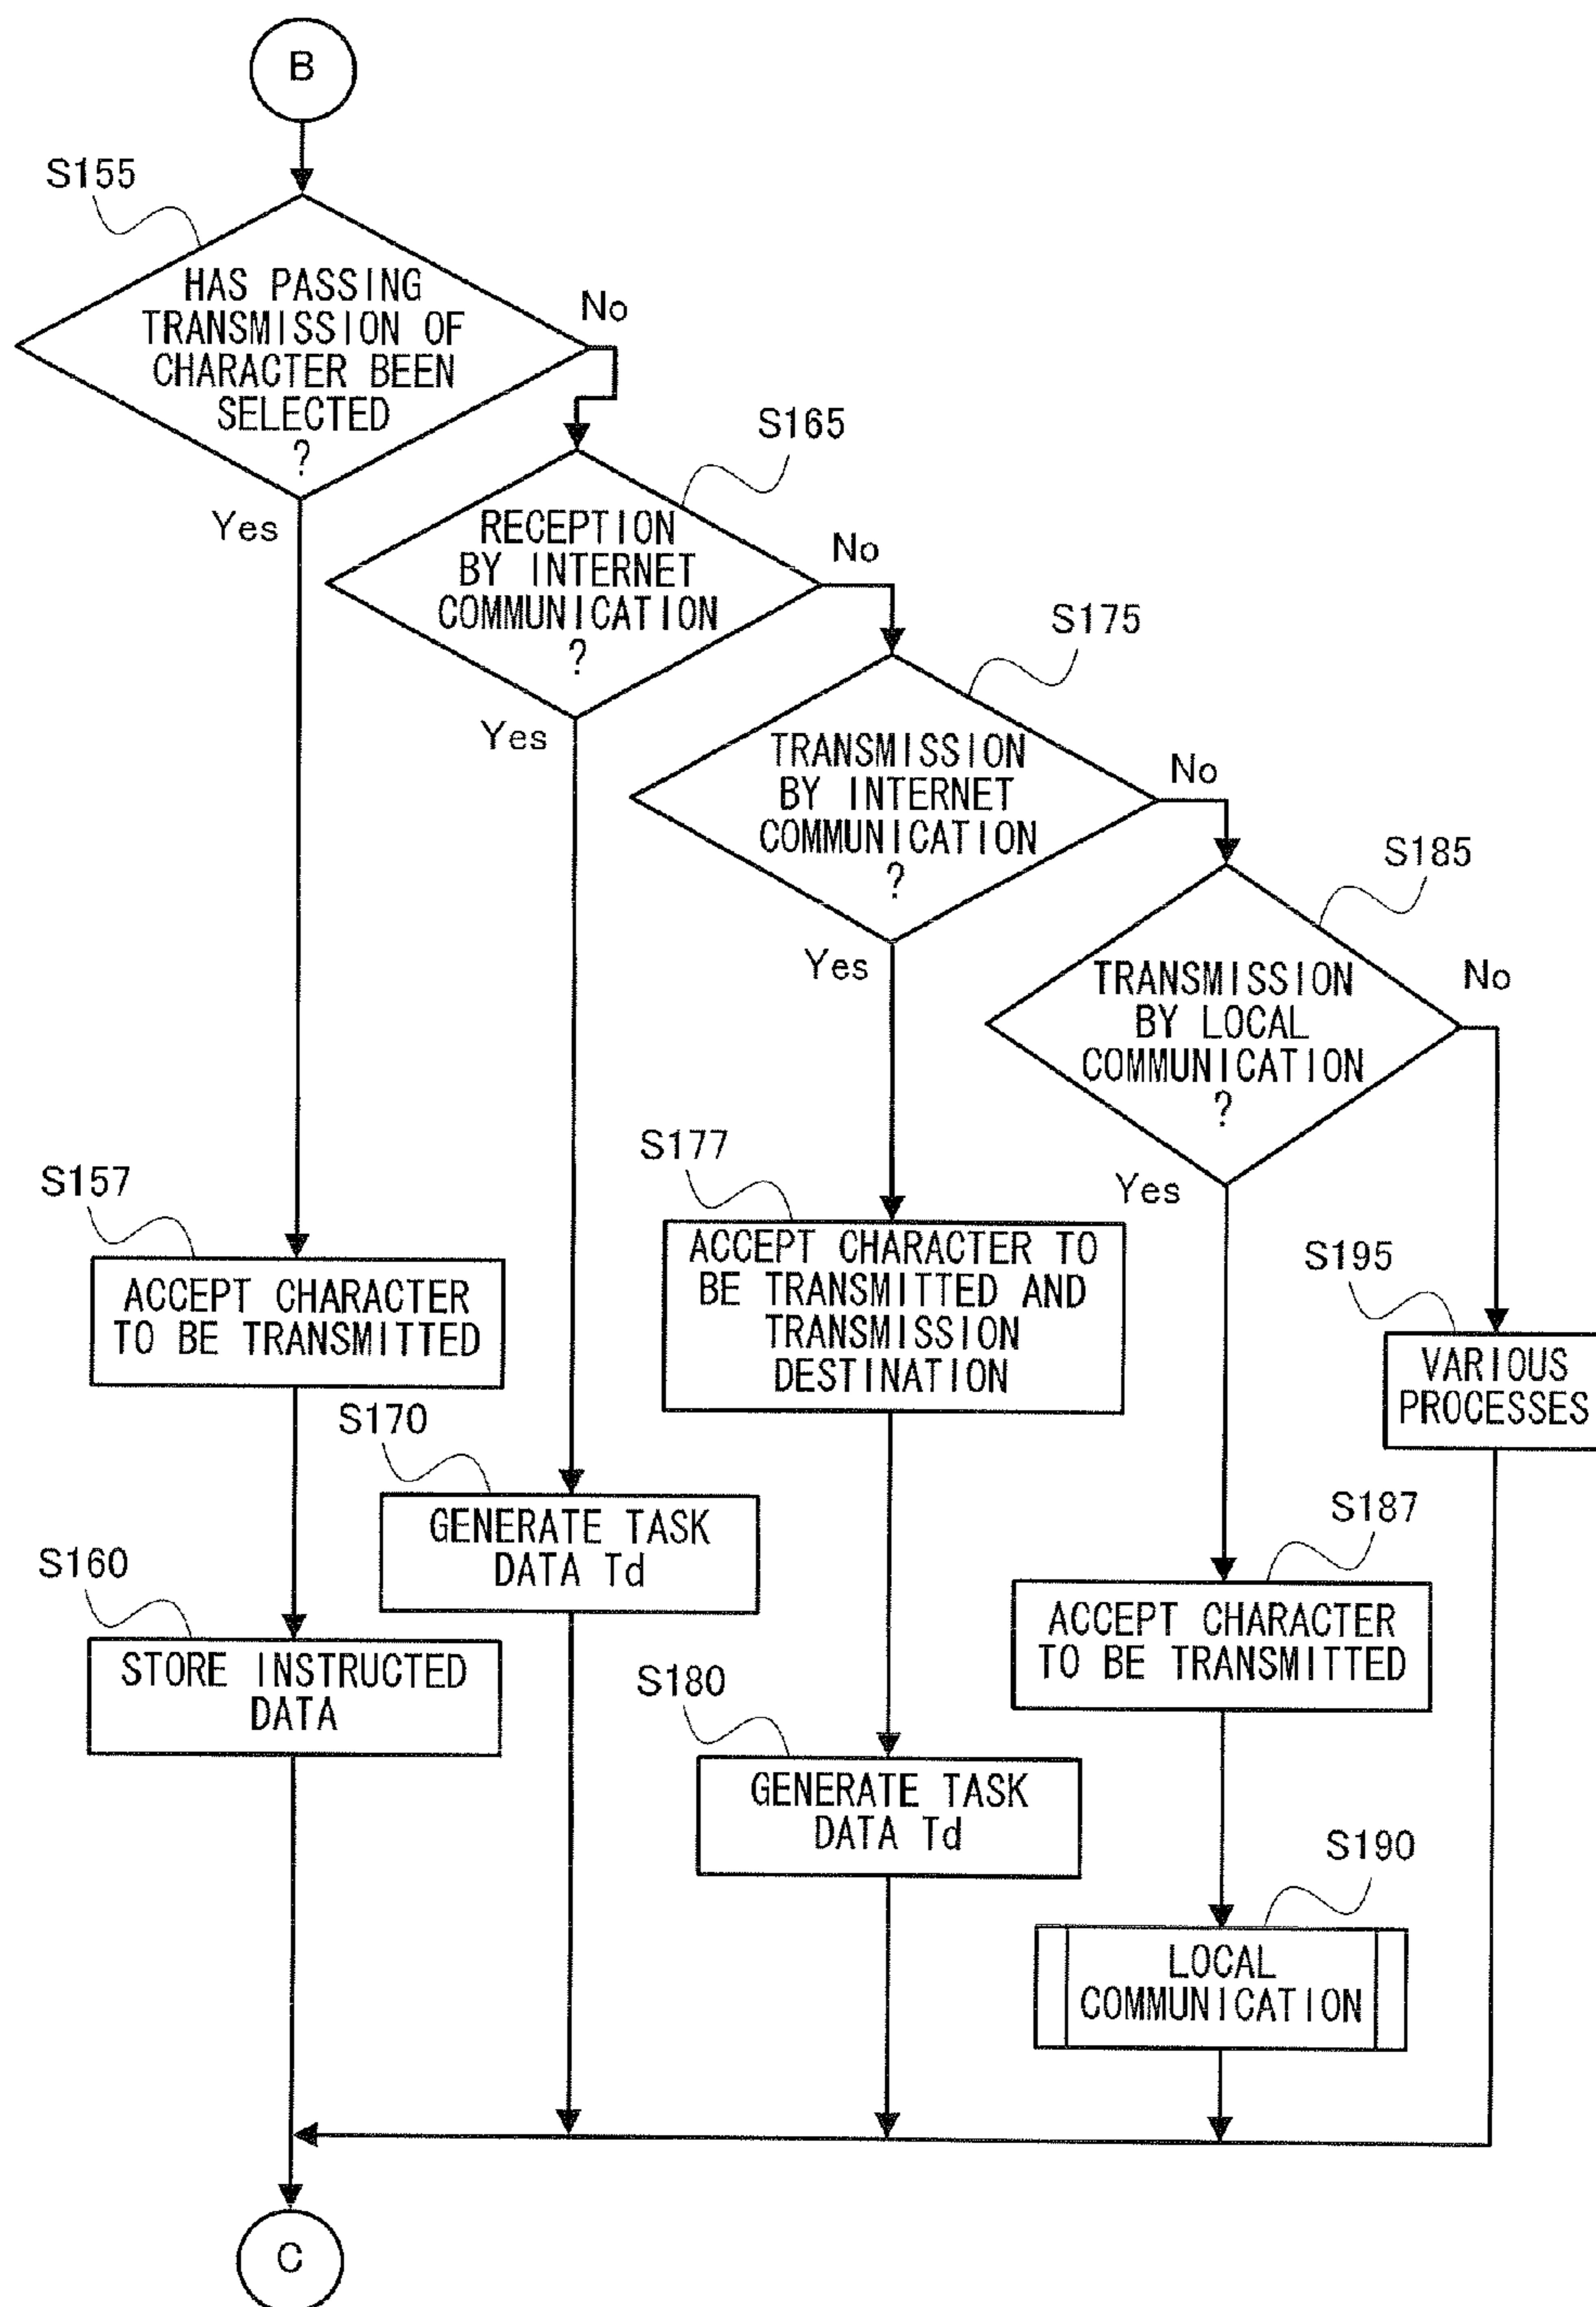 B
S155
HAS PASSING
TRANSMISSION OF
CHARACTER BEEN
SELECTED
?
No
Yes
S165
RECEPTION
BY INTERNET
COMMUNICATION
?
No
Yes
S175
TRANSMISSION
BY INTERNET
COMMUNICATION
?
No
Yes
S185
TRANSMISSION
BY LOCAL
COMMUNICATION
?
No
Yes
S157
ACCEPT CHARACTER
TO BE TRANSMITTED
S160
STORE INSTRUCTED
DATA
S170
GENERATE TASK
DATA Td
S177
ACCEPT CHARACTER TO
BE TRANSMITTED AND
TRANSMISSION
DESTINATION
S180
GENERATE TASK
DATA Td
S187
ACCEPT CHARACTER
TO BE TRANSMITTED
S190
LOCAL
COMMUNICATION
S195
VARIOUS
PROCESSES
C